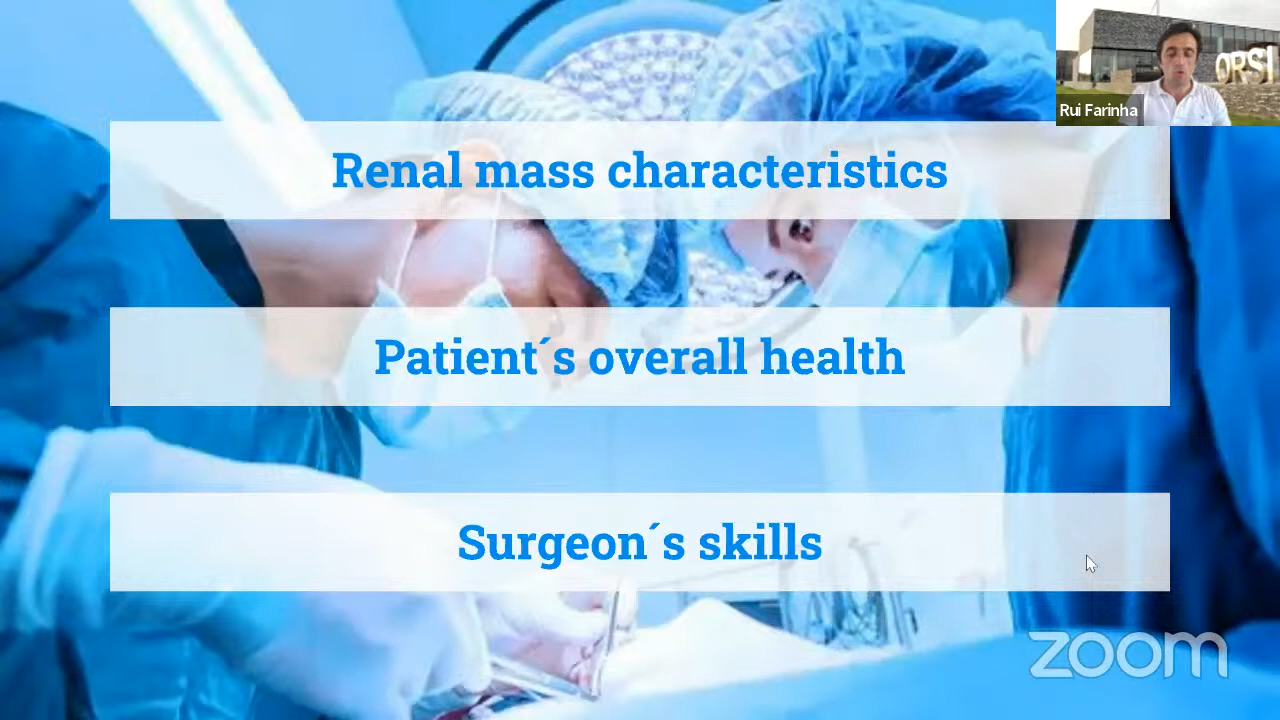 ORSI
Rui Farinha
Renal mass characteristics
Patient´s overall health
Surgeon´s skills
zoom